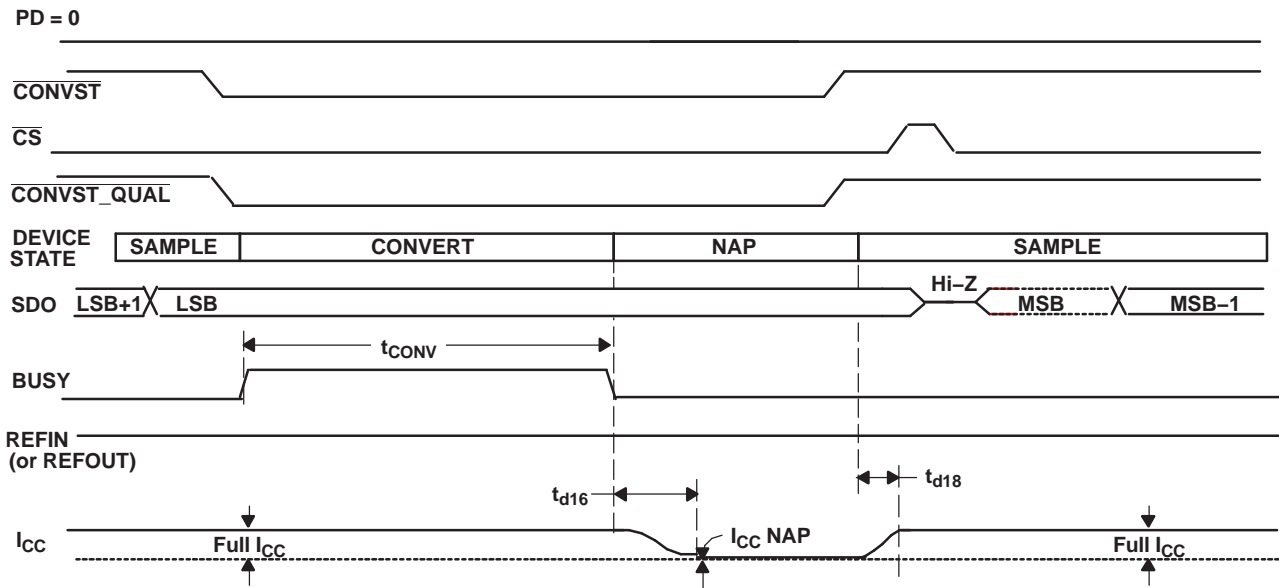 PD = 0
CONVST
CS
CONVST_QUAL
DEVICE STATE
SAMPLE
CONVERT
NAP
SAMPLE
SDO
LSB+1
LSB
Hi–Z
MSB
MSB–1
tCONV
BUSY
REFIN
(or REFOUT)
td16
td18
ICC
Full ICC
ICC NAP
Full ICC